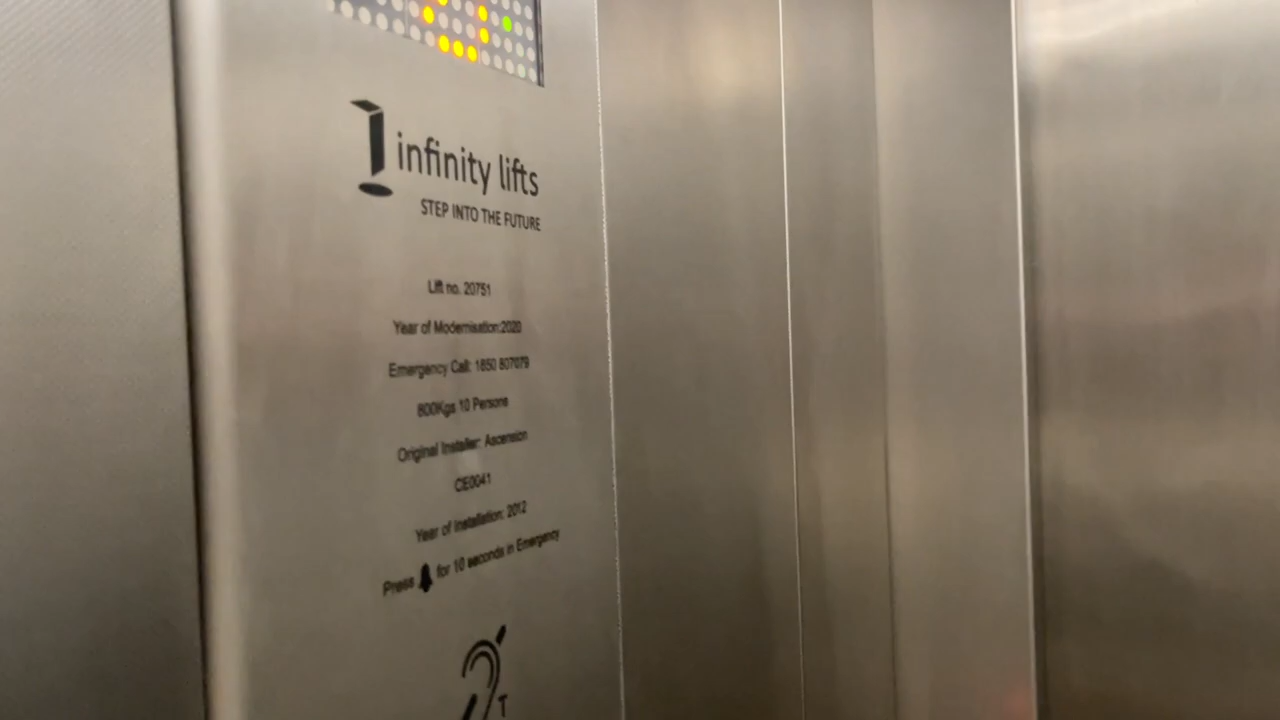 infinity lifts
STEP INTO THE FUTURE
Lift no. 20751
Year of Modernisation:2020
Emergency Call: 1650 807079
800Kgs 10 Persons
Original Installer: Ascension
CE0041
Year of Installation: 2012
Press for 10 seconds in Emergency
T